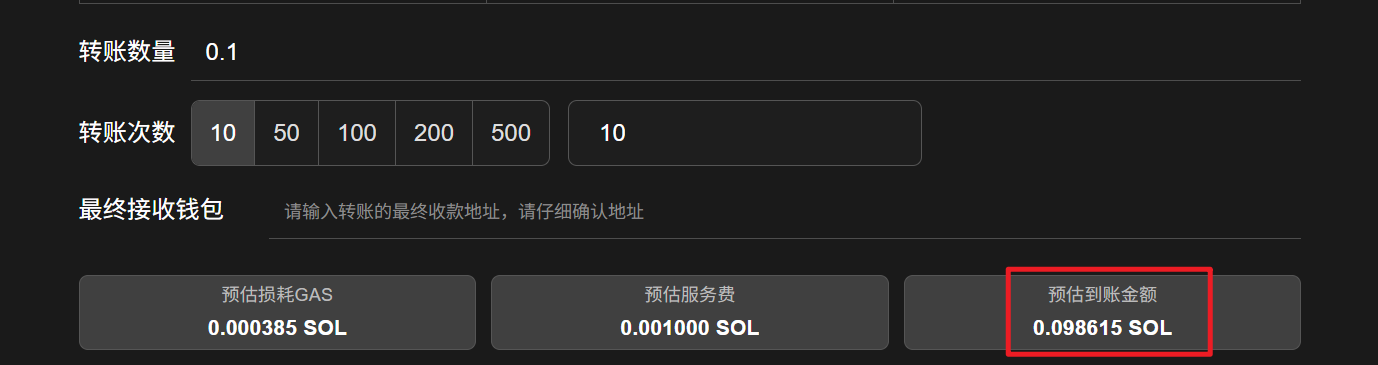 转账数量 0.1
转账次数 10 50 100 200 500 10
最终接收钱包 请输入转账的最终收款地址，请仔细确认地址
预估损耗GAS 预估服务费 预估到账金额
0.000385 SOL 0.001000 SOL 0.098615 SOL